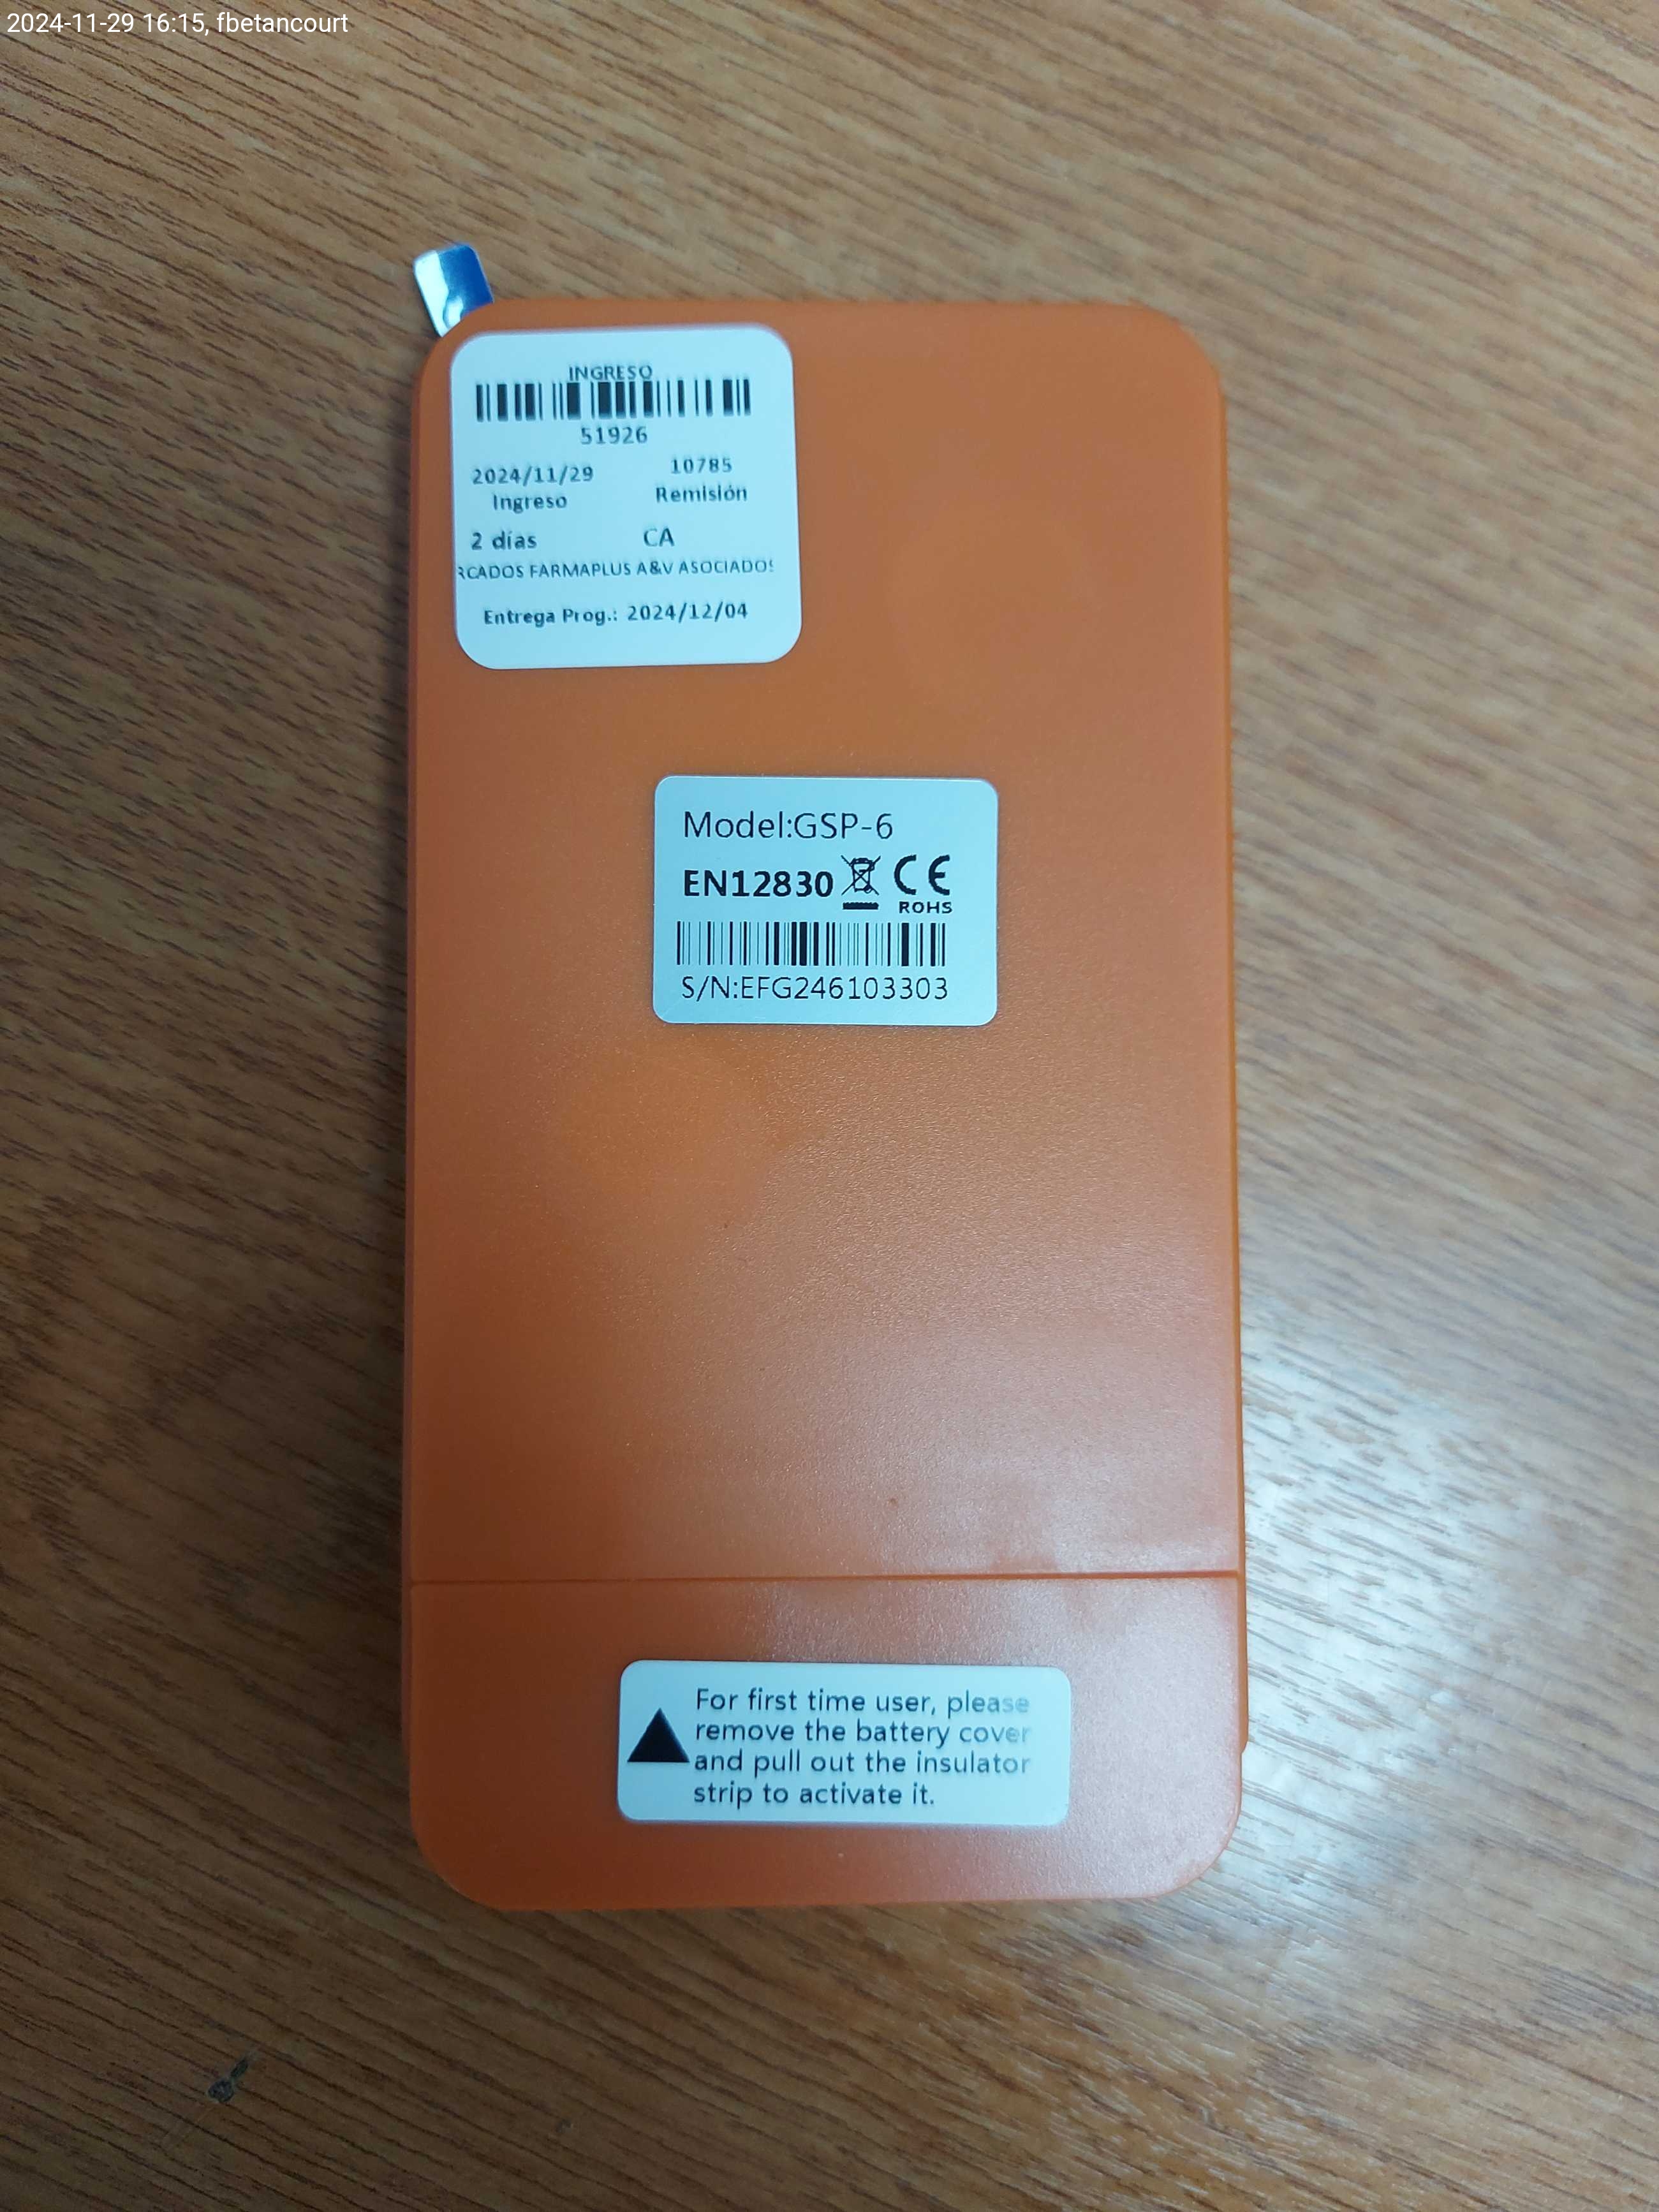 2024-11-29 16:15, fbetancourt
INGRESO
51926
2024/11/29 10785
Ingreso Remisión
2 días CA
RCADOS FARMAPLUS A&V ASOCIADOS
Entrega Prog.: 2024/12/04
Model:GSP-6
EN12830 CE
ROHS
S/N:EFG246103303
For first time user, please
remove the battery cover
and pull out the insulator
strip to activate it.